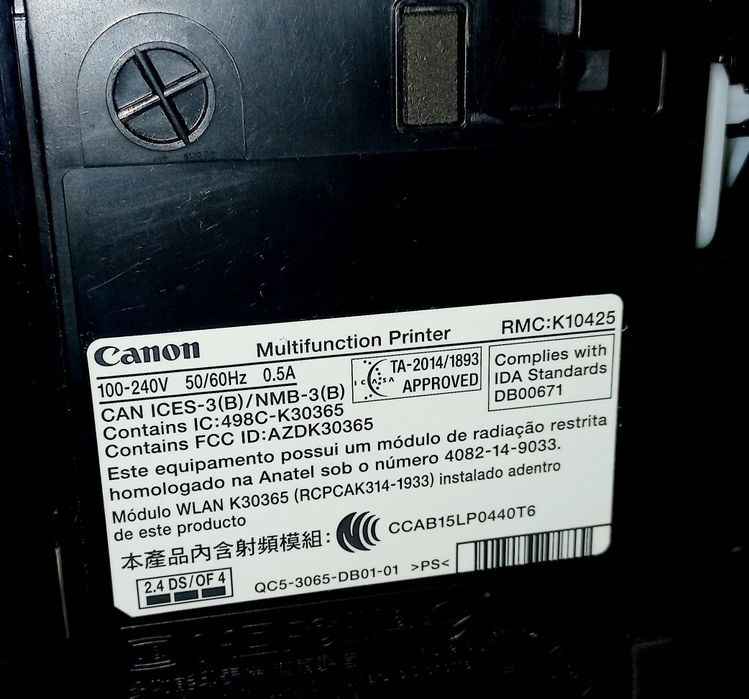 Canon Multifunction Printer RMC:K10425
100-240V 50/60Hz 0.5A
TA-2014/1893
APPROVED
ICASA
Complies with
IDA Standards
DB00671
CAN ICES-3(B)/NMB-3(B)
Contains IC:498C-K30365
Contains FCC ID:AZDK30365
Este equipamento possui um módulo de radiação restrita
homologado na Anatel sob o número 4082-14-9033.
Módulo WLAN K30365 (RCPCAK314-1933) instalado adentro
de este producto
本產品內含射頻模組: CCAB15LP0440T6
2.4 DS/OF 4
QC5-3065-DB01-01 >PS<